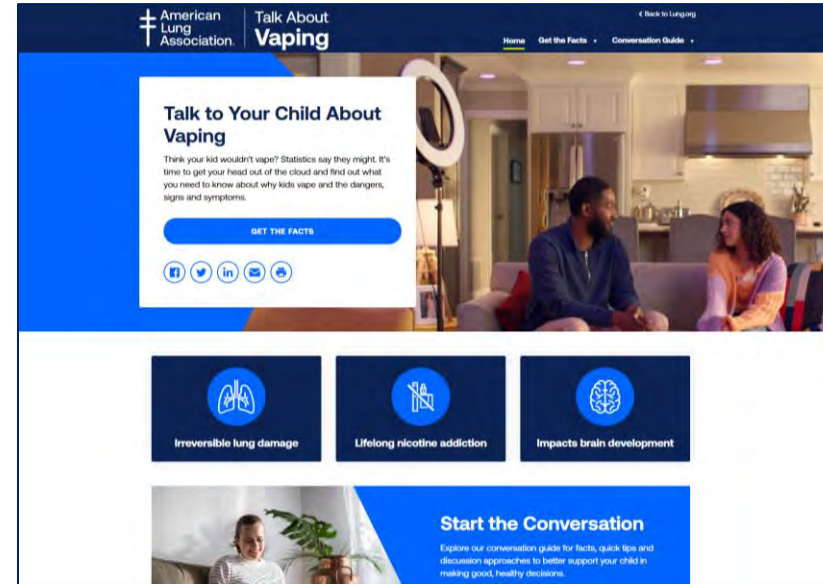 American
Lung
Association.
Talk About
Vaping
Back to Lung.org
Home Get the Facts Conversation Guide
Talk to Your Child About
Vaping
Think your kid wouldn't vape? Statistics say they might. It's
time to get your head out of the cloud and find out what
you need to know about why kids vape and the dangers,
signs and symptoms.
GET THE FACTS
Irreversible lung damage
Lifelong nicotine addiction
Impacts brain development
Start the Conversation
Explore our conversation guide for facts, quick tips and
discussion approaches to better support your child in
making good, healthy decisions.